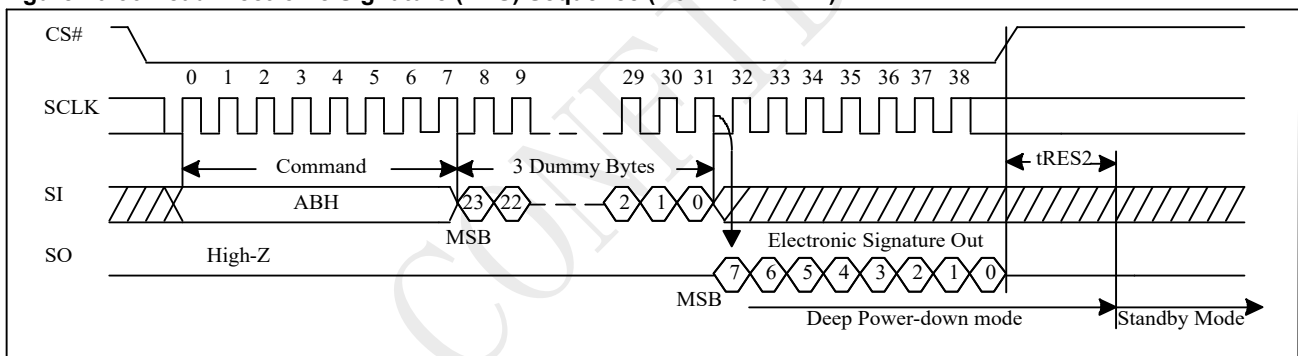 CS#
0 1 2 3 4 5 6 7 8 9 29 30 31 32 33 34 35 36 37 38
SCLK
Command 3 Dummy Bytes tRES2
SI ABH 23 22 2 1 0
MSB
SO High-Z Electronic Signature Out
7 6 5 4 3 2 1 0
MSB
Deep Power-down mode Standby Mode